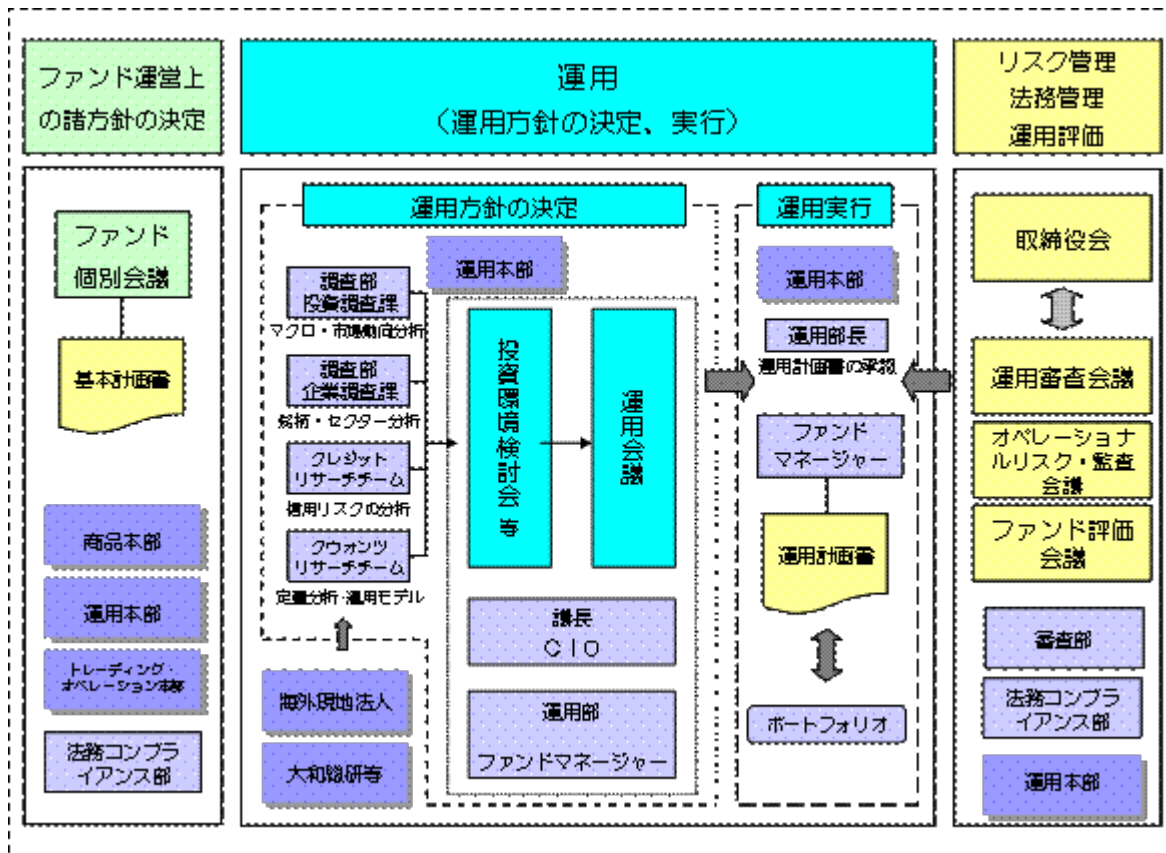 ファンド運営上
の諸方針の決定
運用
（運用方針の決定、実行）
リスク管理
法務管理
運用評価
ファンド
個別会議
基本計画書
商品本部
運用本部
トレーディング・
オペレーション本部
法務コンプラ
イアンス部
運用方針の決定
運用本部
調査部
投資調査課
マクロ・市場動向分析
調査部
企業調査課
銘柄・セクター分析
クレジット
リサーチチーム
信用リスクの分析
クウォンツ
リサーチチーム
定量分析・運用モデル
海外現地法人
大和総研等
投資環境検討会 等
運用会議
議長
ＣＩＯ
運用部
ファンドマネージャー
運用実行
運用本部
運用部長
運用計画書の承認
ファンド
マネージャー
運用計画書
ポートフォリオ
取締役会
運用審査会議
オペレーショナ
ルリスク・監査
会議
ファンド評価
会議
審査部
法務コンプラ
イアンス部
運用本部